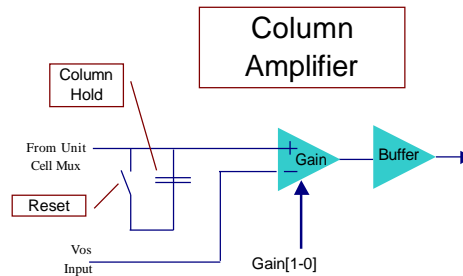 Column
Amplifier
Column
Hold
From Unit
Cell Mux
+
Gain
Buffer
Reset
Vos
Input
Gain[1-0]